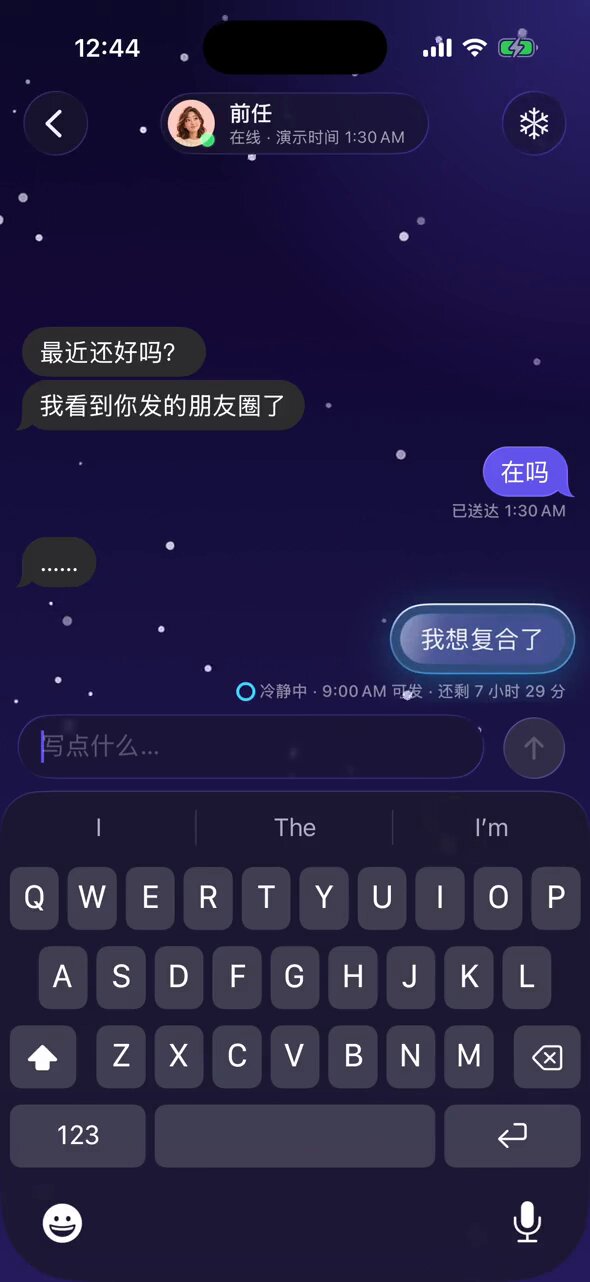 12:44
前任
在线 · 演示时间 1:30 AM
最近还好吗?
我看到你发的朋友圈了
在吗
已送达 1:30 AM
......
我想复合了
冷静中 · 9:00 AM 可发 · 还剩 7 小时 29 分
写点什么...
I The I'm
Q W E R T Y U I O P
A S D F G H J K L
Z X C V B N M
123